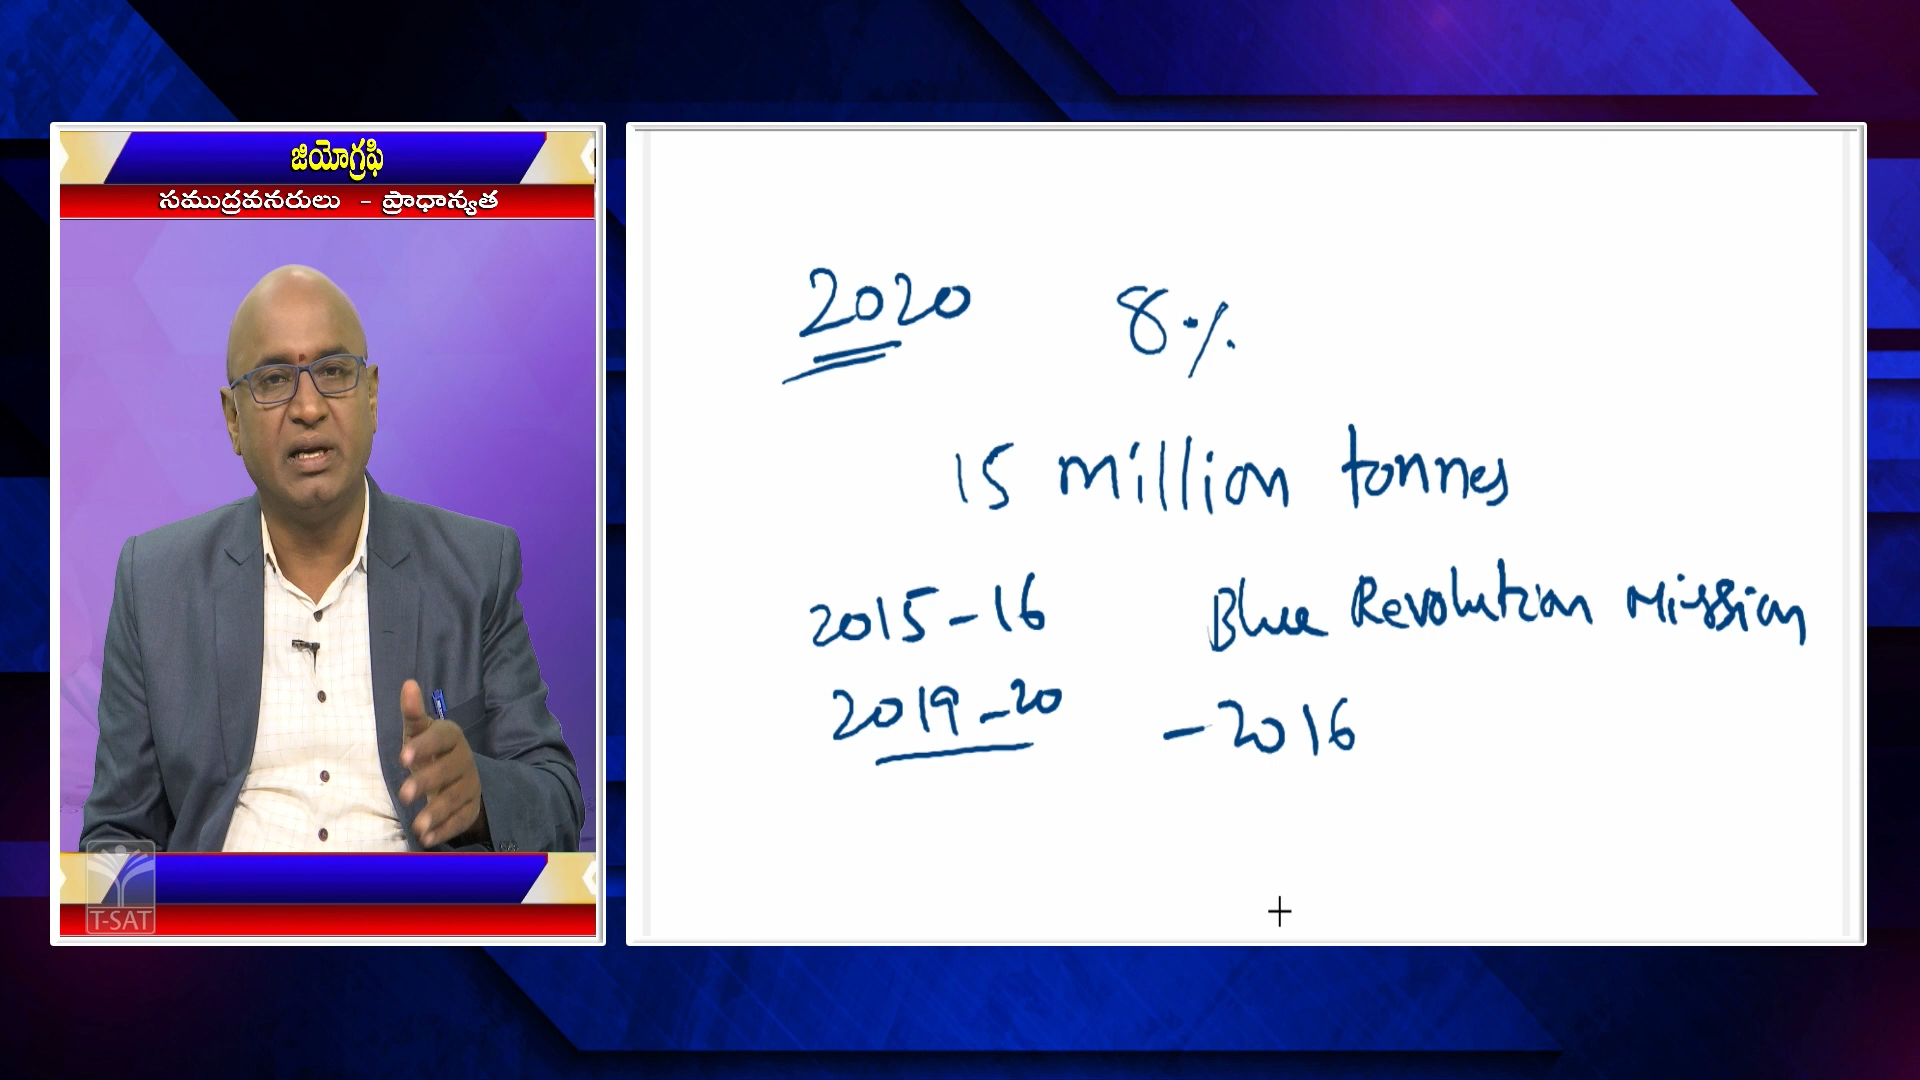 జియోగ్రఫి
సముద్రవనరులు - ప్రాధాన్యత
T-SAT
2020 8%
15 million tonnes
2015-16 Blue Revolution Mission
2019-20 -2016